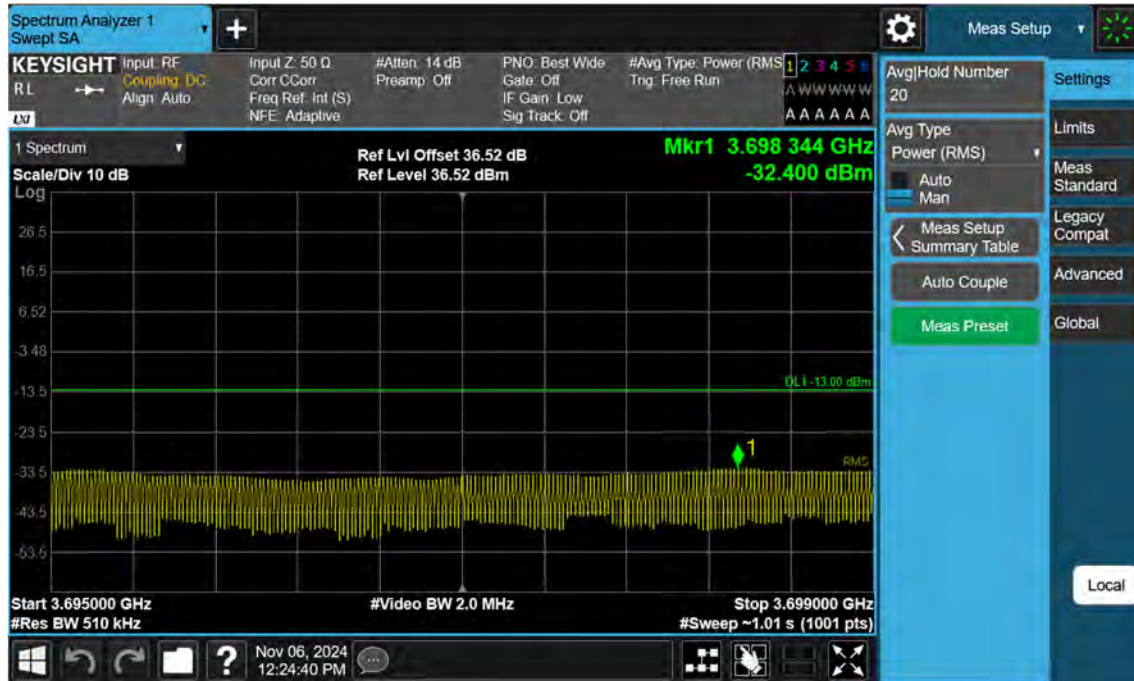 Spectrum Analyzer 1
Swept SA
+
Meas Setup
KEYSIGHT
RL
LXI
Input: RF
Coupling: DC
Align: Auto
Input Z: 50 Ω
Corr CCorr
Freq Ref: Int (S)
NFE: Adaptive
#Atten: 14 dB
Preamp: Off
PNO: Best Wide
Gate: Off
IF Gain: Low
Sig Track: Off
#Avg Type: Power (RMS)
Trig: Free Run
1 2 3 4 5 6
A W W W W W
A A A A A A
1 Spectrum
Scale/Div 10 dB
Log
Ref Lvl Offset 36.52 dB
Ref Level 36.52 dBm
Mkr1 3.698 344 GHz
-32.400 dBm
26.5
16.5
6.52
-3.48
-13.5
-23.5
-33.5
-43.5
-53.5
DL1 -13.00 dBm
1
RMS
Start 3.695000 GHz
#Res BW 510 kHz
#Video BW 2.0 MHz
Stop 3.699000 GHz
#Sweep ~1.01 s (1001 pts)
Avg|Hold Number
20
Avg Type
Power (RMS)
Auto
Man
Meas Setup
Summary Table
Auto Couple
Meas Preset
Settings
Limits
Meas
Standard
Legacy
Compat
Advanced
Global
Local
?
Nov 06, 2024
12:24:40 PM